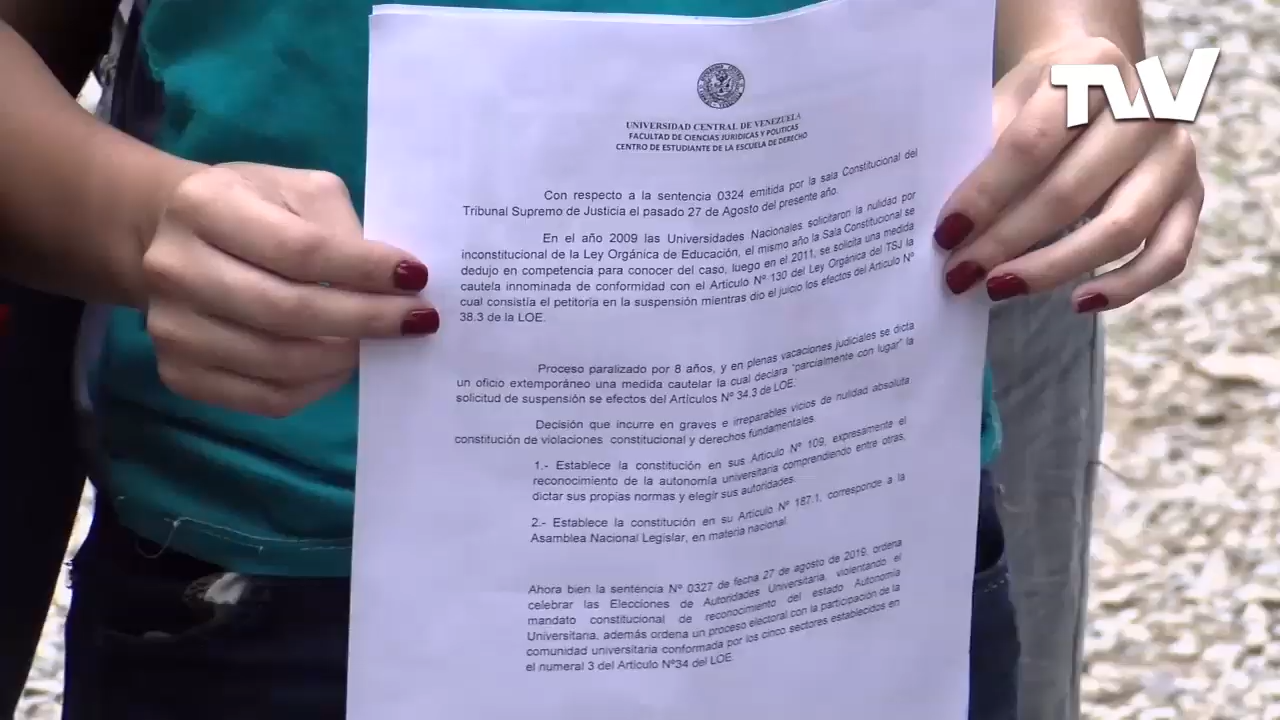 TVV
UNIVERSIDAD CENTRAL DE VENEZUELA
FACULTAD DE CIENCIAS JURIDICAS Y POLITICAS
CENTRO DE ESTUDIANTE DE LA ESCUELA DE DERECHO
Con respecto a la sentencia 0324 emitida por la sala Constitucional del
Tribunal Supremo de Justicia el pasado 27 de Agosto del presente año.
En el año 2009 las Universidades Nacionales solicitaron la nulidad por
inconstitucional de la Ley Orgánica de Educación, el mismo año la Sala Constitucional se
dedujo en competencia para conocer del caso, luego en el 2011, se solicita una medida
cautela innominada de conformidad con el Articulo Nº 130 del Ley Orgánica del TSJ la
cual consistía el petitoria en la suspensión mientras dio el juicio los efectos del Articulo Nº
38.3 de la LOE.
Proceso paralizado por 8 años, y en plenas vacaciones judiciales se dicta
un oficio extemporáneo una medida cautelar la cual declara "parcialmente con lugar" la
solicitud de suspensión se efectos del Artículos Nº 34.3 de LOE.
Decisión que incurre en graves e irreparables vicios de nulidad absoluta
constitución de violaciones constitucional y derechos fundamentales.
1.- Establece la constitución en sus Articulo Nº 109, expresamente el
reconocimiento de la autonomía universitaria comprendiendo entre otras,
dictar sus propias normas y elegir sus autoridades.
2.- Establece la constitución en su Artículo Nº 187.1, corresponde a la
Asamblea Nacional Legislar, en materia nacional.
Ahora bien la sentencia Nº 0327 de fecha 27 de agosto de 2019, ordena
celebrar las Elecciones de Autoridades Universitaria, violentando el
mandato constitucional de reconocimiento del estado Autonomía
Universitaria, además ordena un proceso electoral con la participación de la
comunidad universitaria conformada por los cinco sectores establecidos en
el numeral 3 del Articulo Nº34 del LOE.